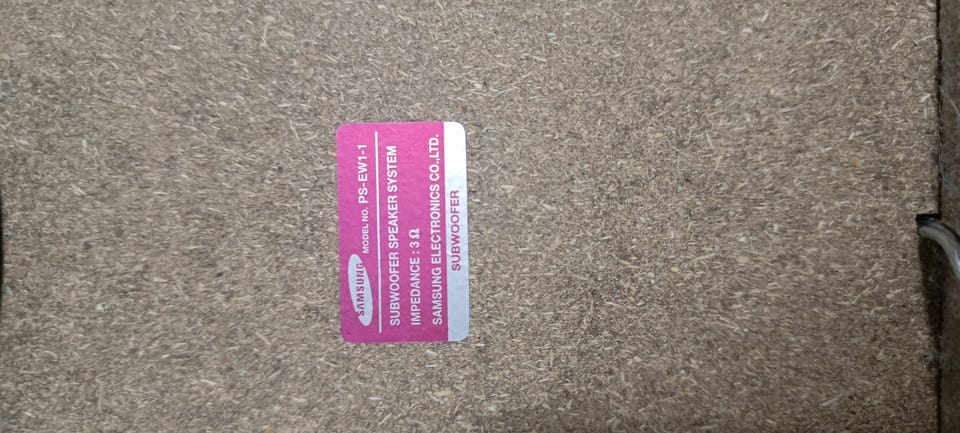 SAMSUNG MODEL NO. PS-EW1-1
SUBWOOFER SPEAKER SYSTEM
IMPEDANCE : 3 Ω
SAMSUNG ELECTRONICS CO.,LTD.
SUBWOOFER